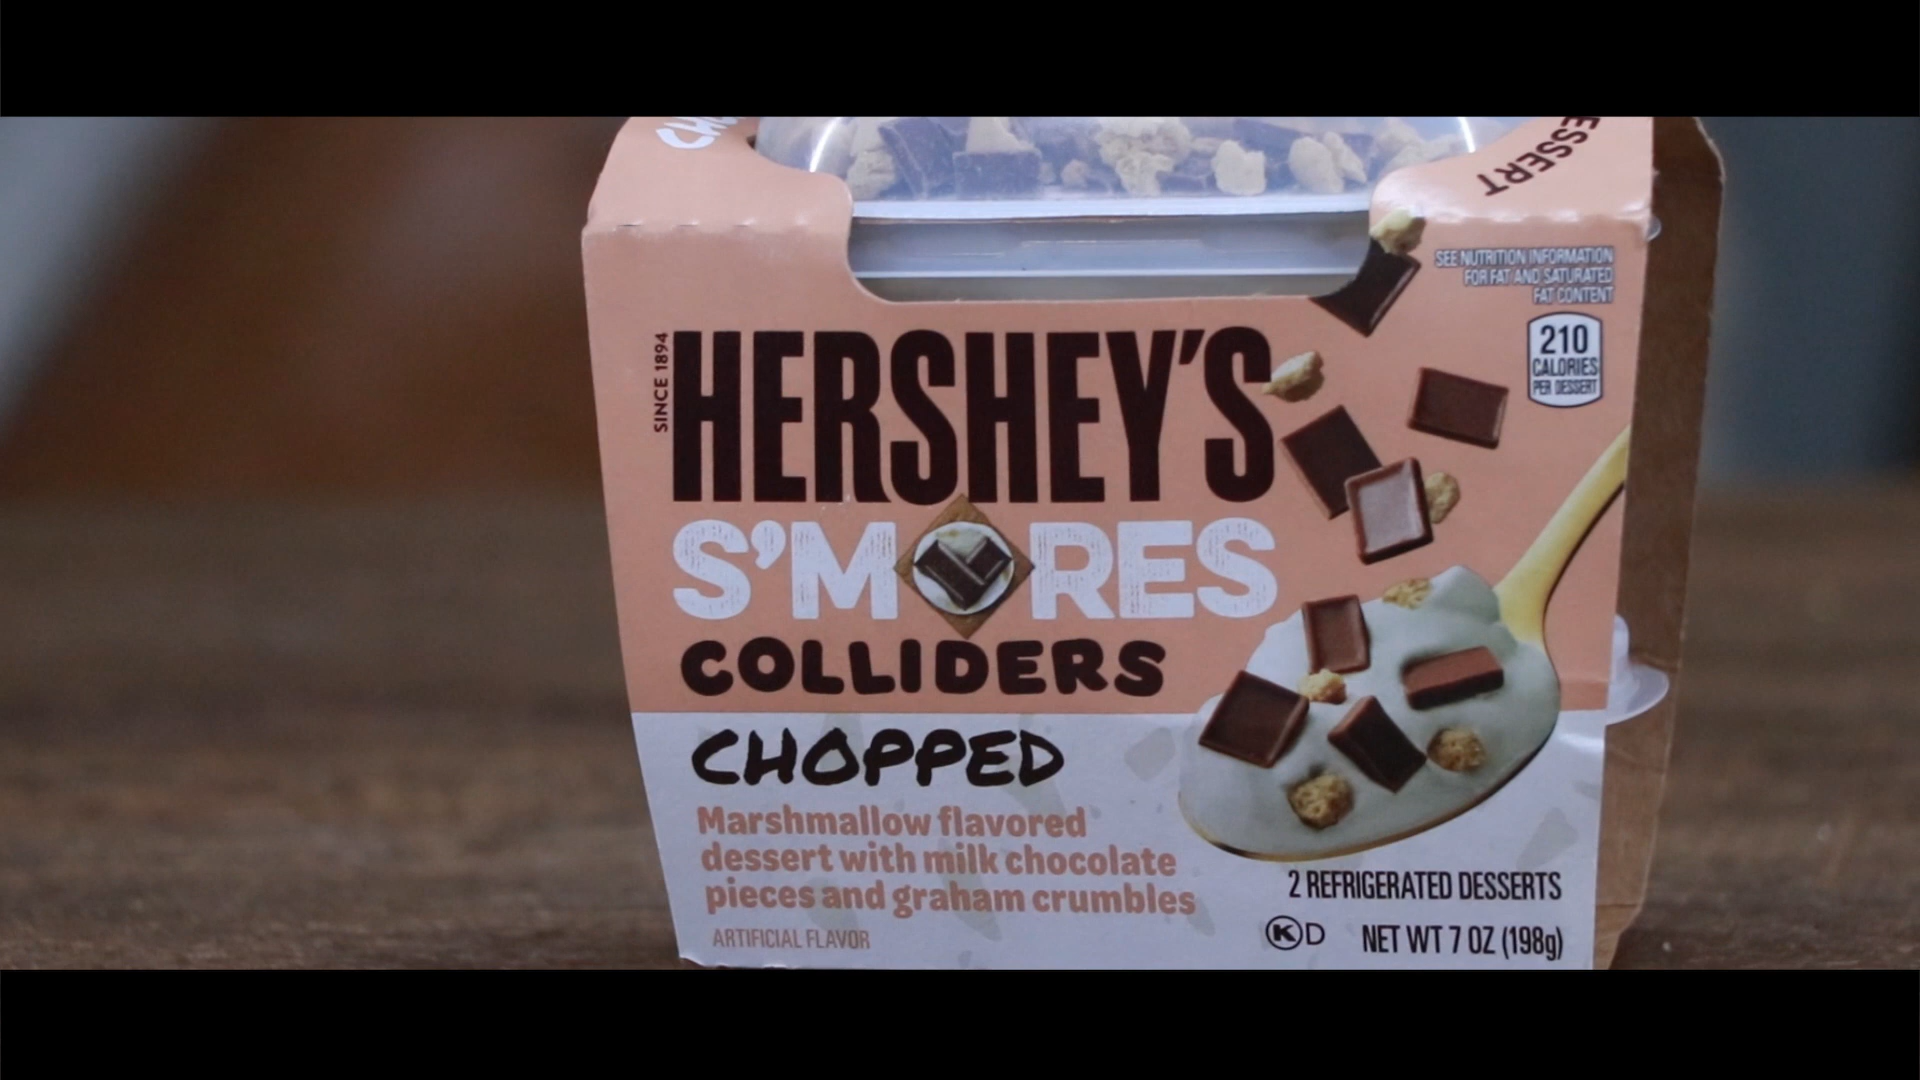 ESSERT
SEE NUTRITION INFORMATION
FOR FAT AND SATURATED
FAT CONTENT
210
CALORIES
PER DESSERT
SINCE 1894
HERSHEY'S
S'MORES
COLLIDERS
CHOPPED
Marshmallow flavored
dessert with milk chocolate
pieces and graham crumbles
ARTIFICIAL FLAVOR
2 REFRIGERATED DESSERTS
K D
NET WT 7 OZ (198g)